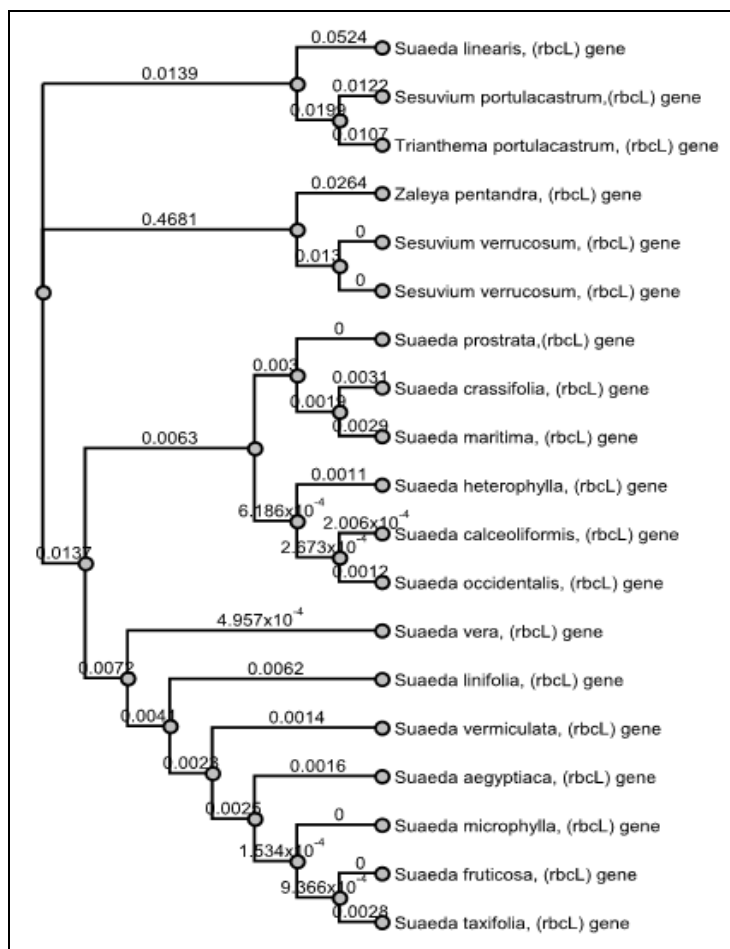 0.0524
Suaeda linearis, (rbcL) gene
0.0139
0.0122
Sesuvium portulacastrum,(rbcL) gene
0.0199
0.0107
Trianthema portulacastrum, (rbcL) gene
0.0264
Zaleya pentandra, (rbcL) gene
0.4681
0
Sesuvium verrucosum, (rbcL) gene
0.013
0
Sesuvium verrucosum, (rbcL) gene
0
Suaeda prostrata,(rbcL) gene
0.003
0.0031
Suaeda crassifolia, (rbcL) gene
0.0019
0.0029
Suaeda maritima, (rbcL) gene
0.0063
0.0011
Suaeda heterophylla, (rbcL) gene
6.186x10⁻⁴
2.006x10⁻⁴
Suaeda calceoliformis, (rbcL) gene
2.673x10⁻⁴
0.0012
Suaeda occidentalis, (rbcL) gene
0.0137
4.957x10⁻⁴
Suaeda vera, (rbcL) gene
0.0072
0.0062
Suaeda linifolia, (rbcL) gene
0.0041
0.0014
Suaeda vermiculata, (rbcL) gene
0.0023
0.0016
Suaeda aegyptiaca, (rbcL) gene
0.0025
0
Suaeda microphylla, (rbcL) gene
1.534x10⁻⁴
0
Suaeda fruticosa, (rbcL) gene
9.366x10⁻⁴
0.0028
Suaeda taxifolia, (rbcL) gene